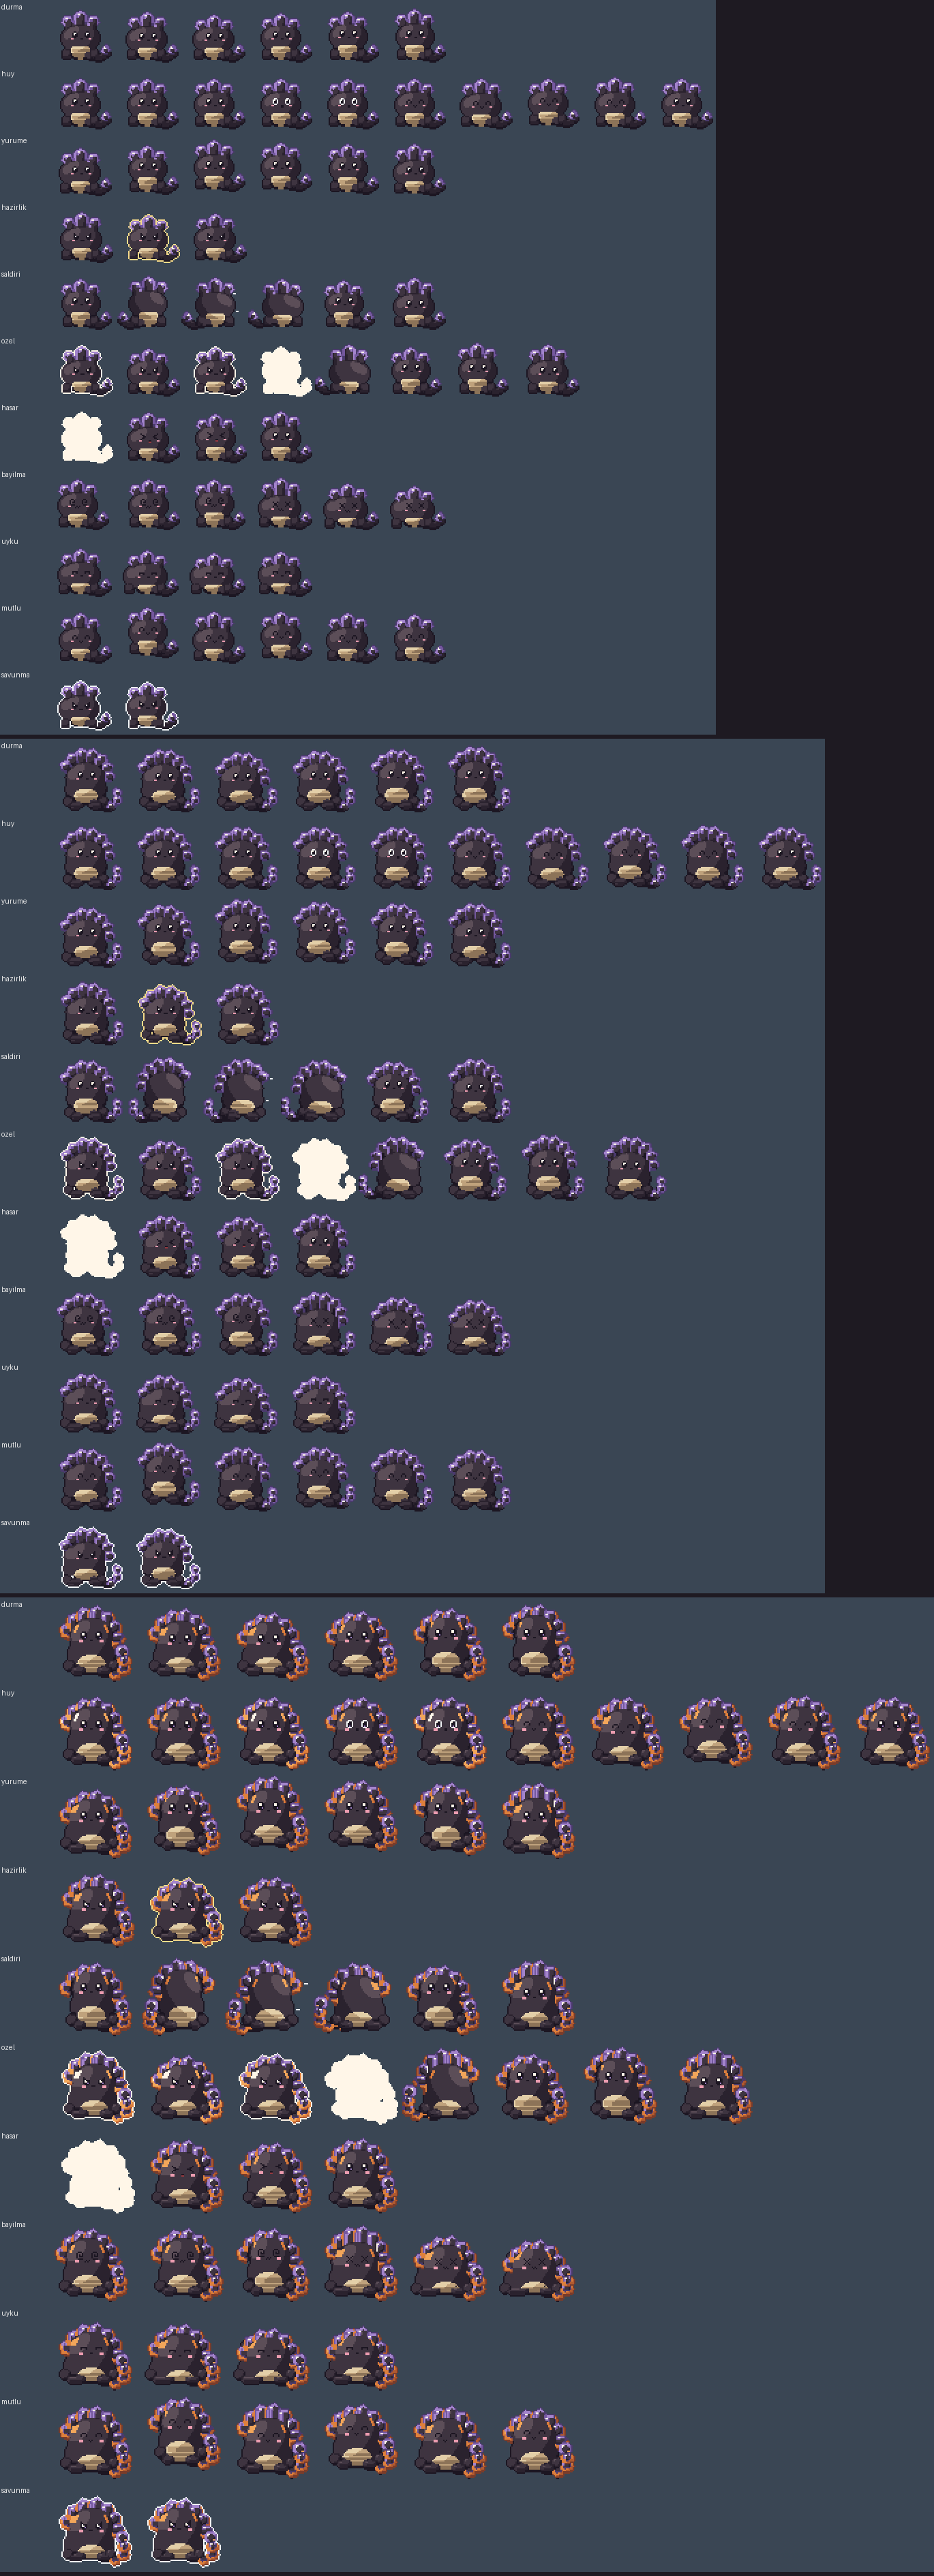 durma
huy
yurume
hazirlik
saldiri
ozel
hasar
bayilma
uyku
mutlu
savunma
durma
huy
yurume
hazirlik
saldiri
ozel
hasar
bayilma
uyku
mutlu
savunma
durma
huy
yurume
hazirlik
saldiri
ozel
hasar
bayilma
uyku
mutlu
savunma